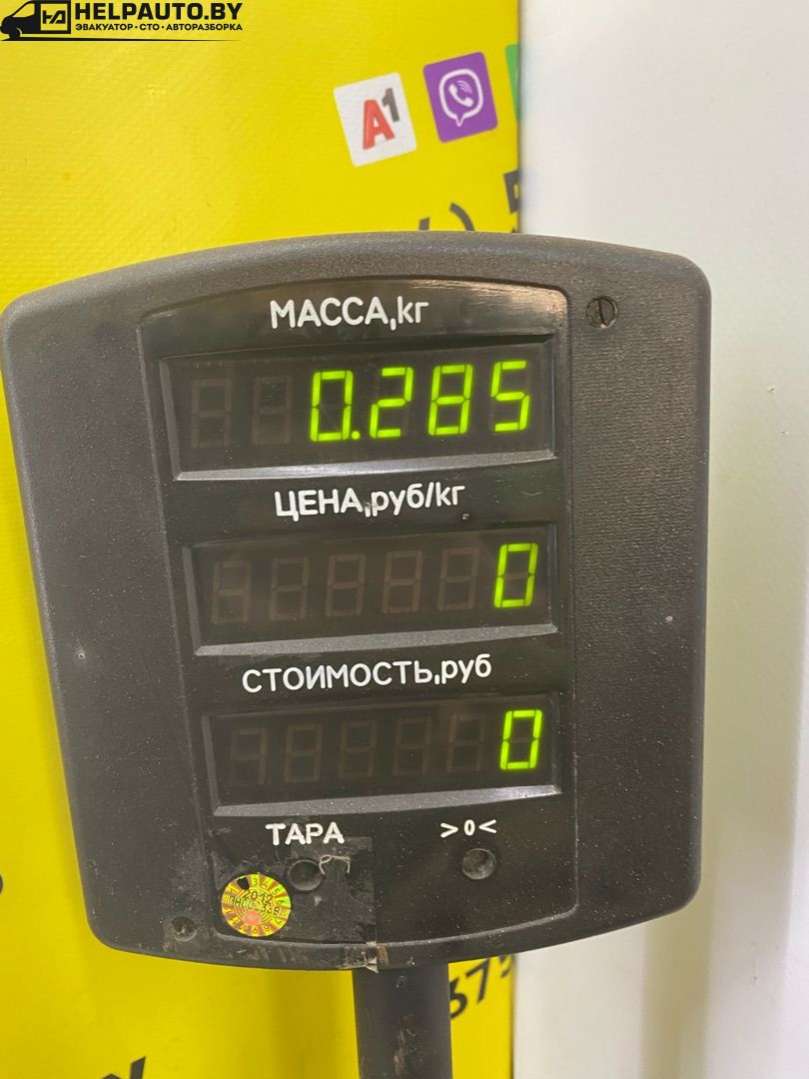 HELPAUTO.BY
ЭВАКУАТОР • СТО • АВТОРАЗБОРКА
A1
МАССА,кг
0.285
ЦЕНА,руб/кг
0
СТОИМОСТЬ,руб
0
ТАРА >0<
2012